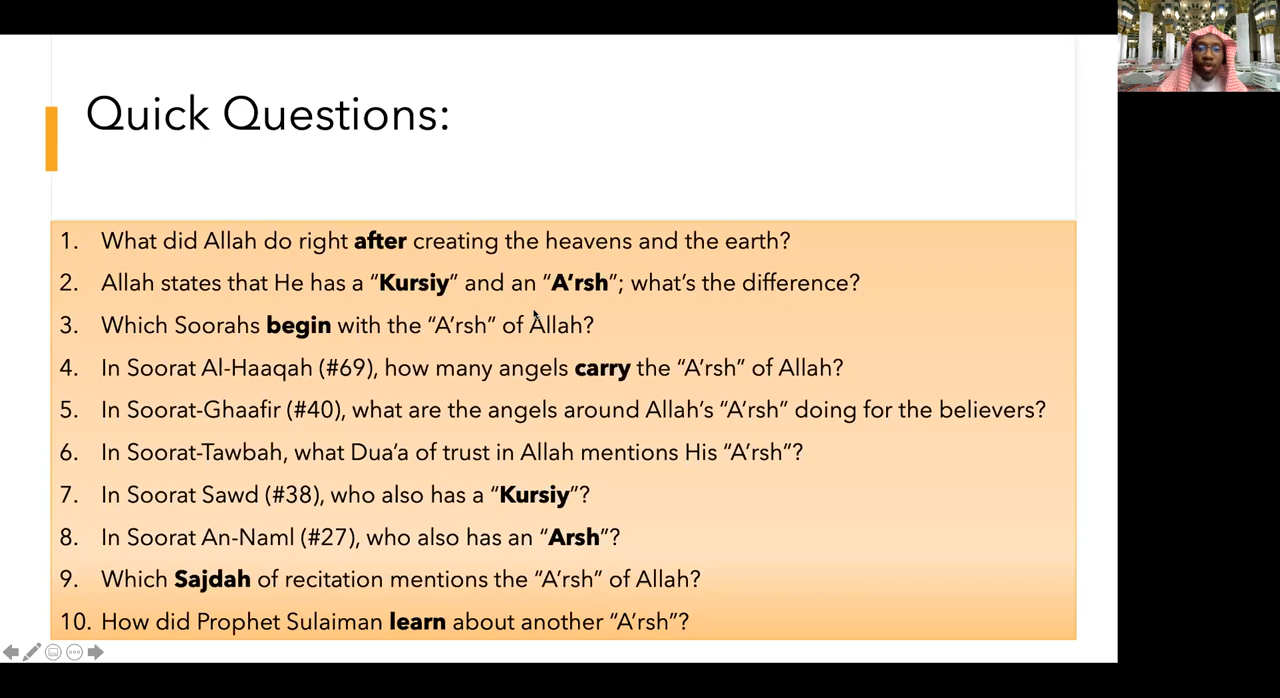 Quick Questions:
1. What did Allah do right after creating the heavens and the earth?
2. Allah states that He has a “Kursiy” and an “A’rsh”; what’s the difference?
3. Which Soorahs begin with the “A’rsh” of Allah?
4. In Soorat Al-Haaqah (#69), how many angels carry the “A’rsh” of Allah?
5. In Soorat-Ghaafir (#40), what are the angels around Allah’s “A’rsh” doing for the believers?
6. In Soorat-Tawbah, what Dua’a of trust in Allah mentions His “A’rsh”?
7. In Soorat Sawd (#38), who also has a “Kursiy”?
8. In Soorat An-Naml (#27), who also has an “Arsh”?
9. Which Sajdah of recitation mentions the “A’rsh” of Allah?
10. How did Prophet Sulaiman learn about another “A’rsh”?